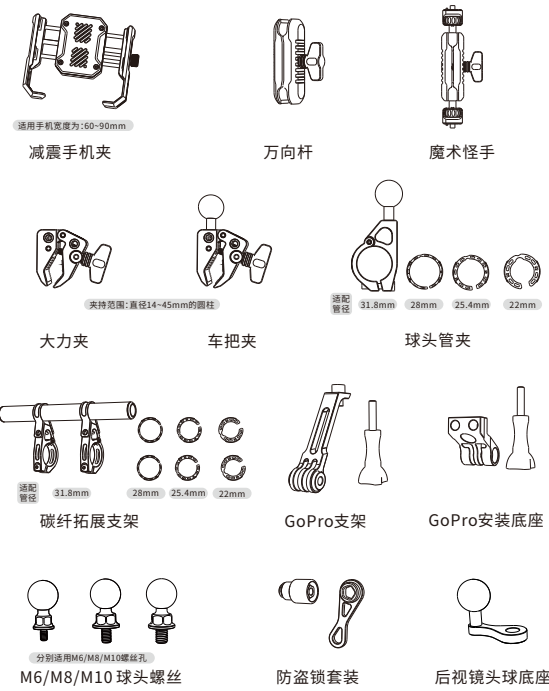 适用手机宽度为:60~90mm
减震手机夹
万向杆
魔术怪手
夹持范围:直径14~45mm的圆柱
适配
管径
31.8mm
28mm
25.4mm
22mm
大力夹
车把夹
球头管夹
适配
管径
31.8mm
28mm
25.4mm
22mm
碳纤拓展支架
GoPro支架
GoPro安装底座
分别适用M6/M8/M10螺丝孔
M6/M8/M10 球头螺丝
防盗锁套装
后视镜头球底座